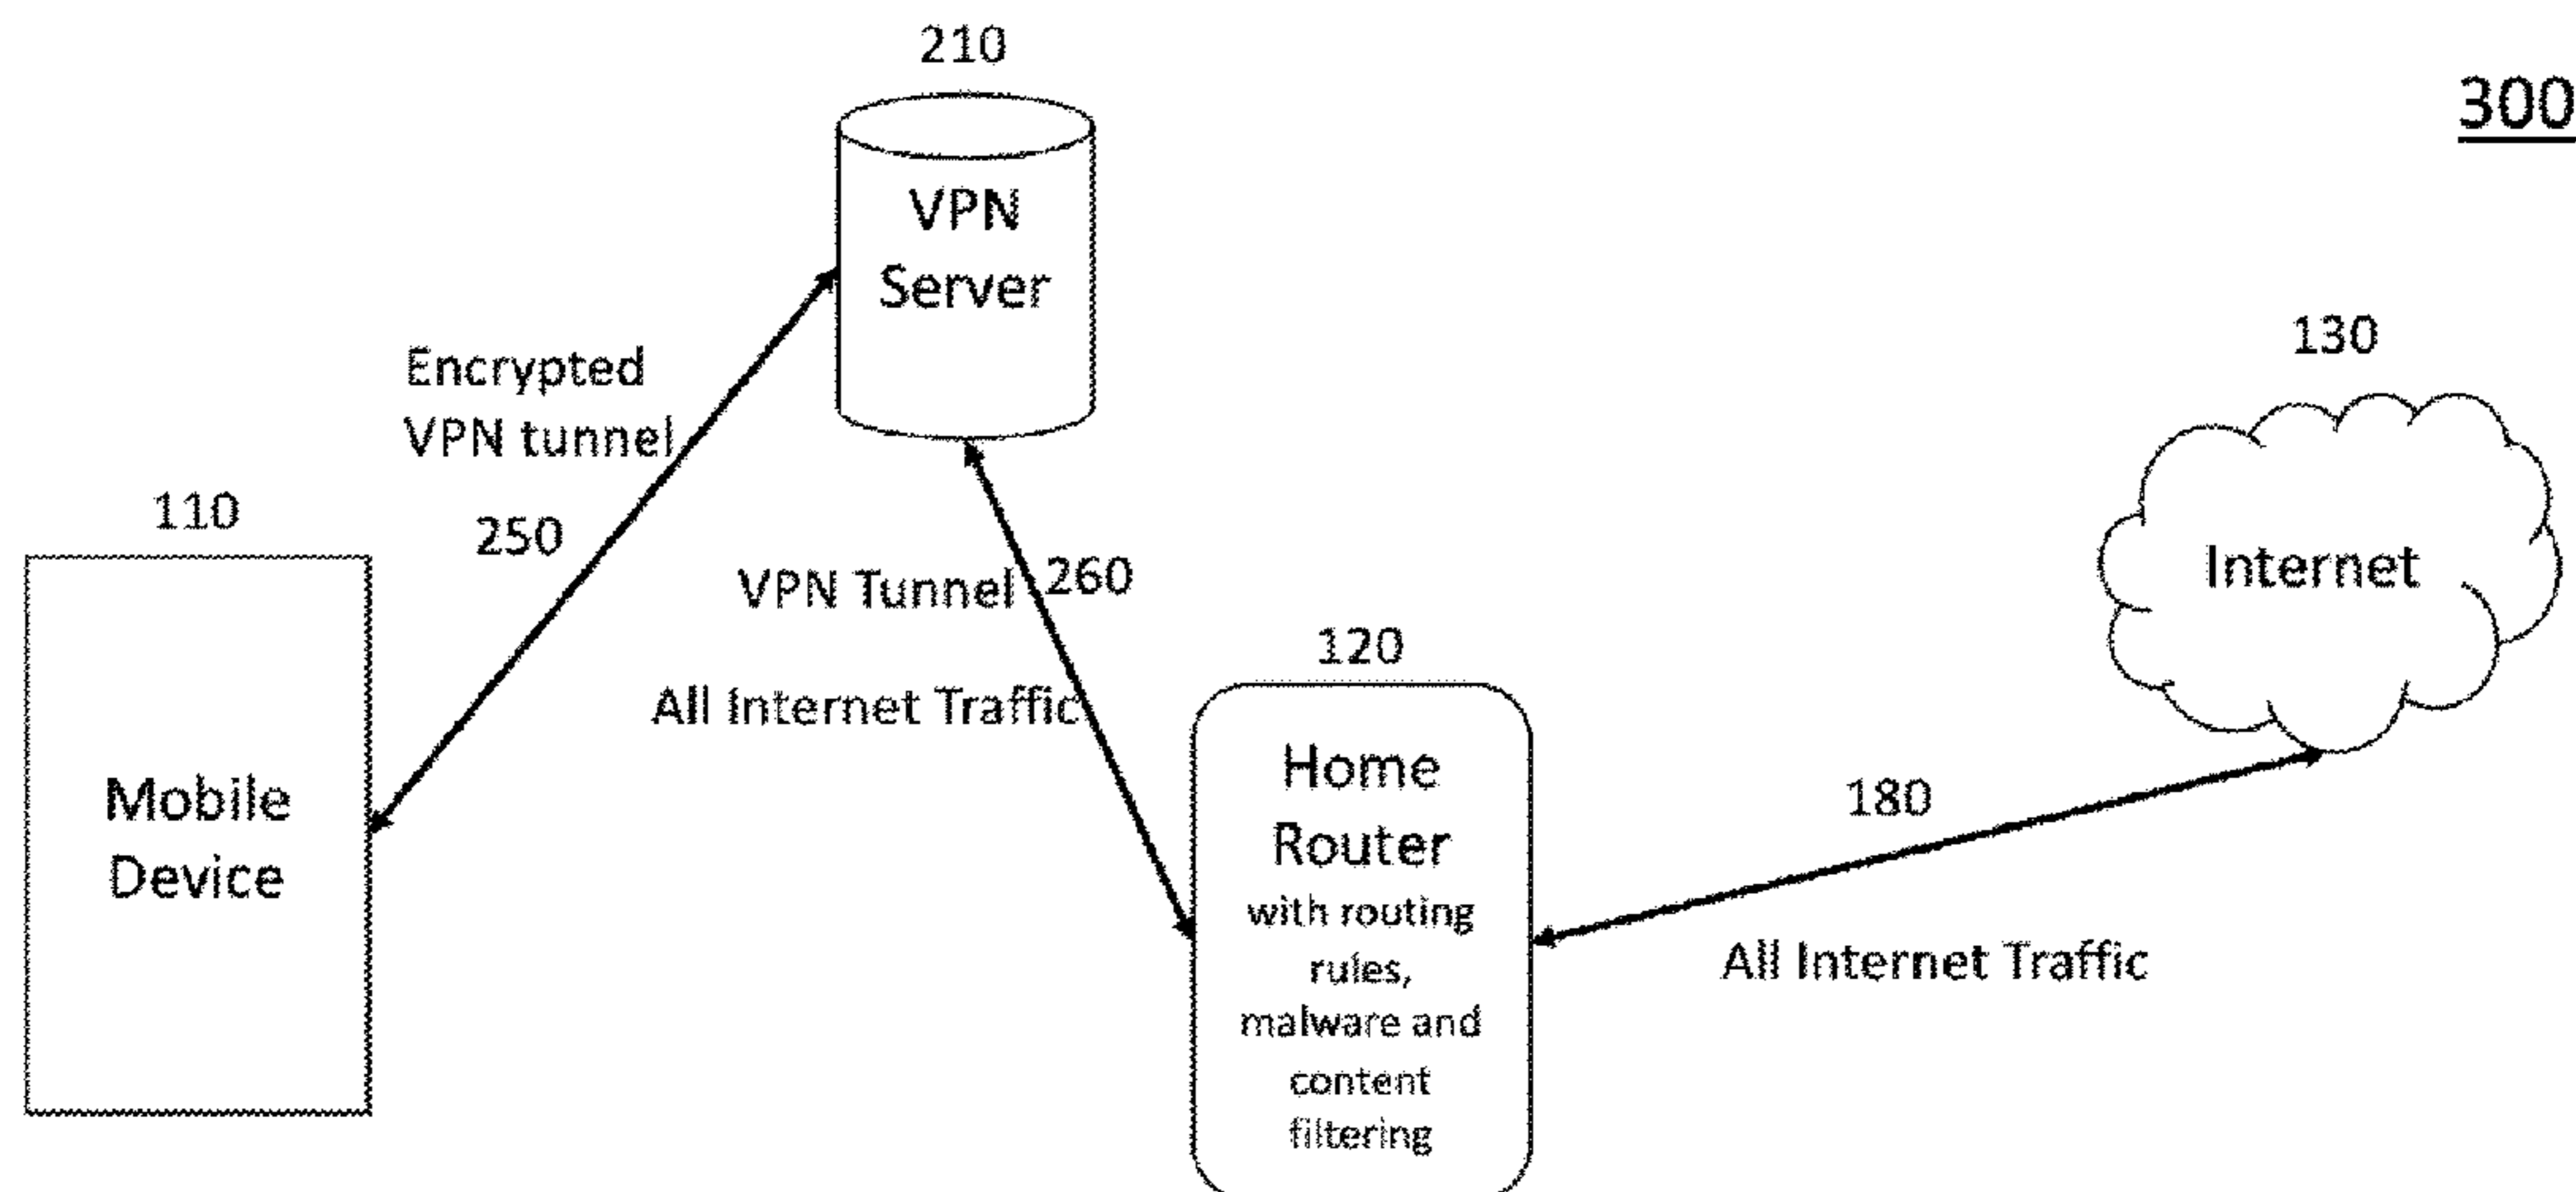 210
300
VPN
Server
130
Encrypted
VPN tunnel
110
250
Internet
VPN Tunnel
260
120
All Internet Traffic
Home
Router
with routing
rules,
malware and
content
filtering
180
Mobile
Device
All Internet Traffic